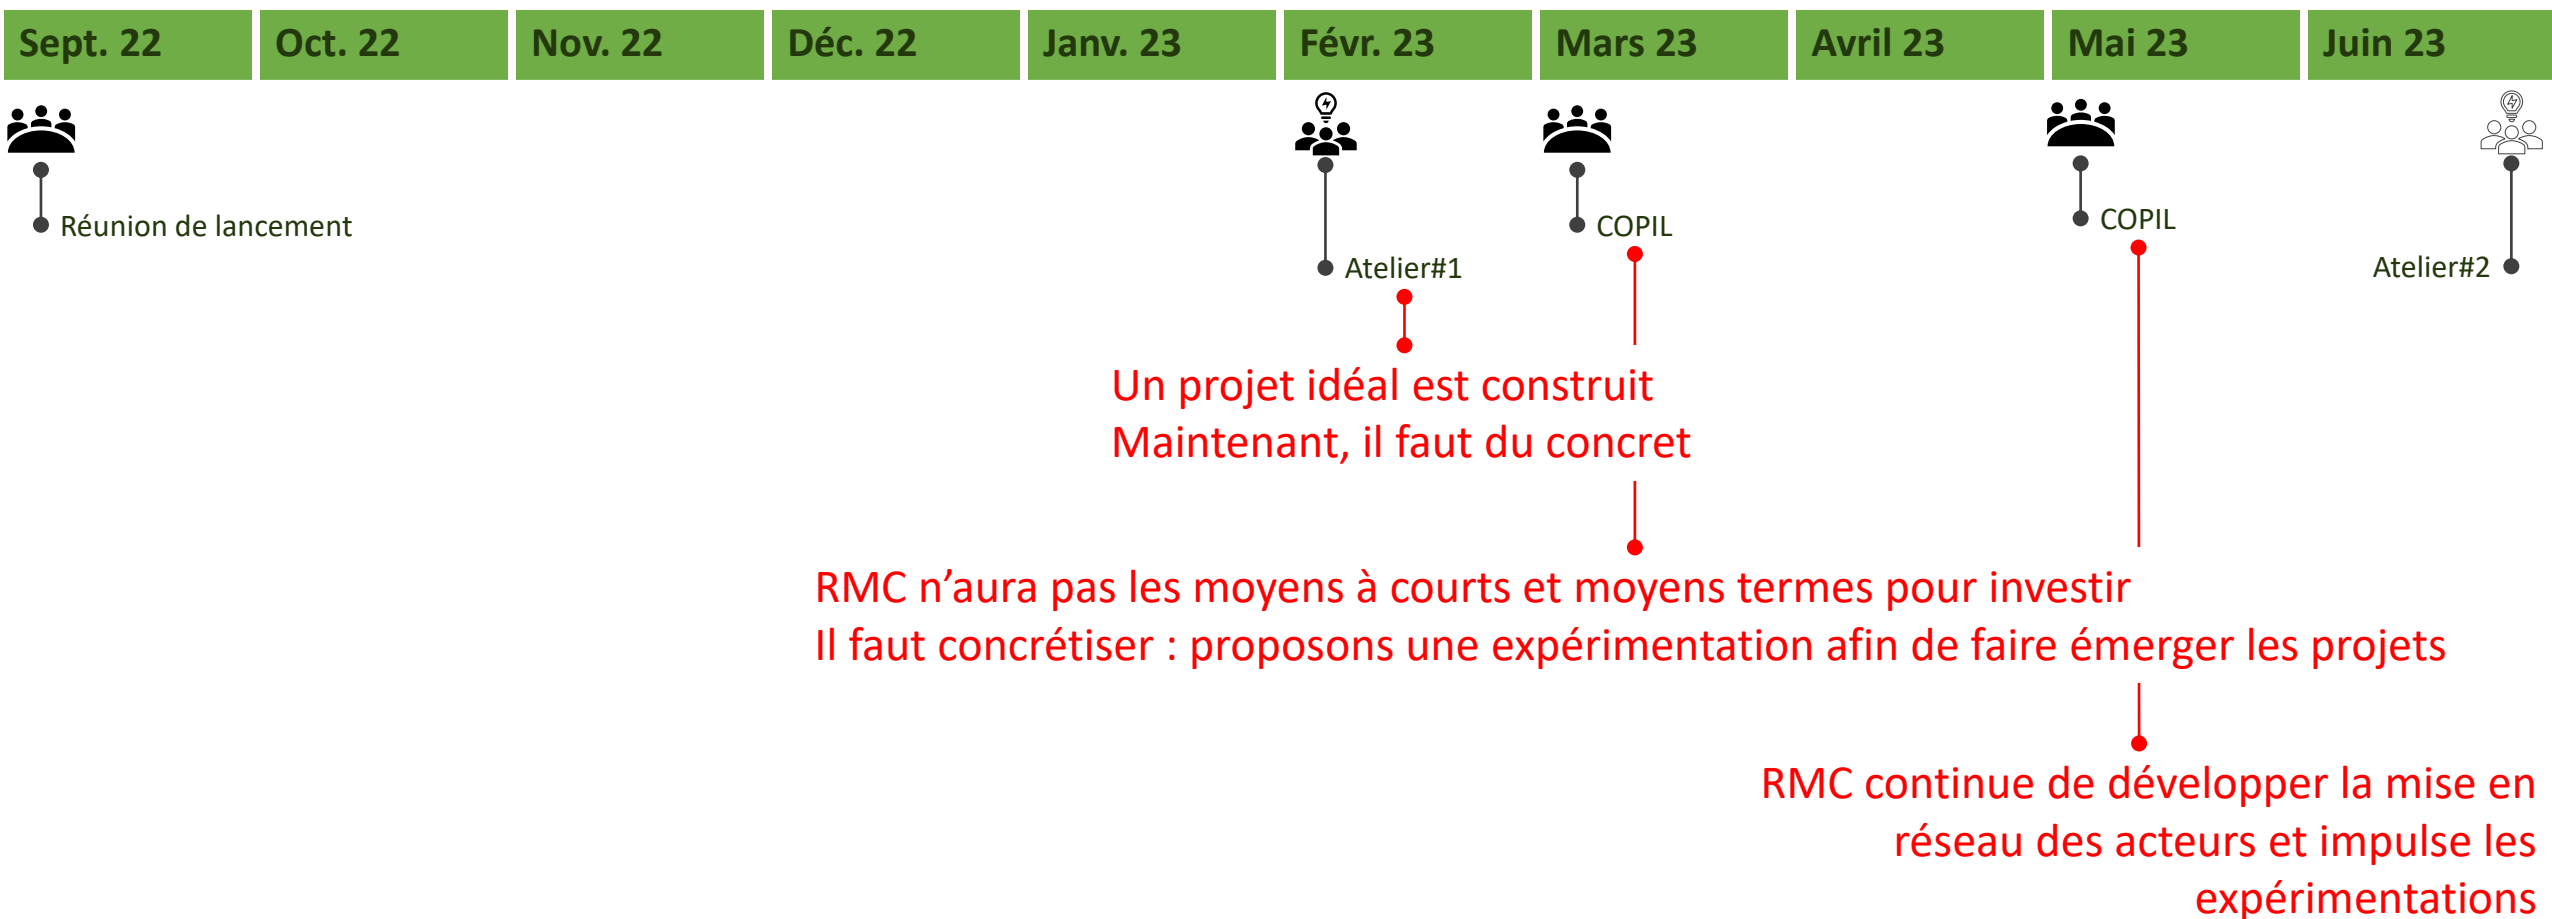 Sept. 22
Oct. 22
Nov. 22
Déc. 22
Janv. 23
Févr. 23
Mars 23
Avril 23
Mai 23
Juin 23
Réunion de lancement
Atelier#1
COPIL
COPIL
Atelier#2
Un projet idéal est construit
Maintenant, il faut du concret
RMC n’aura pas les moyens à courts et moyens termes pour investir
Il faut concrétiser : proposons une expérimentation afin de faire émerger les projets
RMC continue de développer la mise en
réseau des acteurs et impulse les
expérimentations